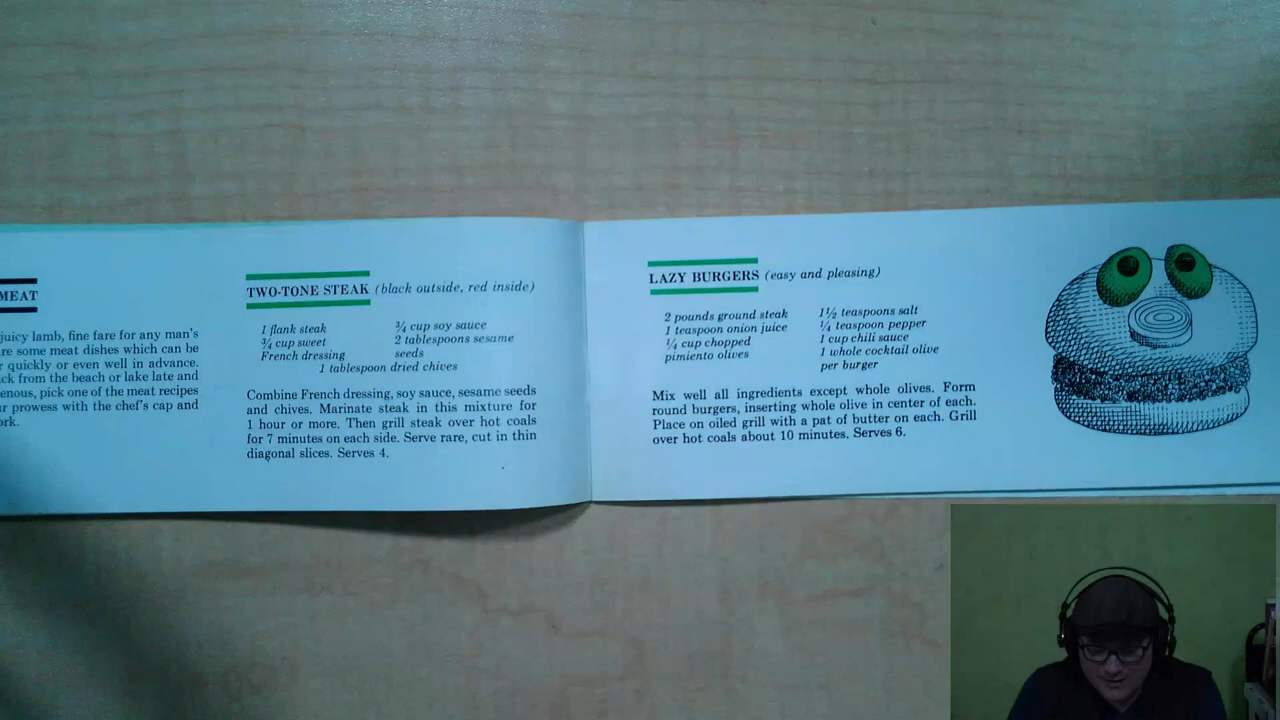 MEAT
juicy lamb, fine fare for any man's
re some meat dishes which can be
r quickly or even well in advance.
ck from the beach or lake late and
enous, pick one of the meat recipes
ur prowess with the chef's cap and
ork.
TWO-TONE STEAK (black outside, red inside)
1 flank steak
¾ cup sweet
French dressing
¾ cup soy sauce
2 tablespoons sesame
seeds
1 tablespoon dried chives
Combine French dressing, soy sauce, sesame seeds
and chives. Marinate steak in this mixture for
1 hour or more. Then grill steak over hot coals
for 7 minutes on each side. Serve rare, cut in thin
diagonal slices. Serves 4.
LAZY BURGERS (easy and pleasing)
2 pounds ground steak
1 teaspoon onion juice
¼ cup chopped
pimiento olives
1½ teaspoons salt
¼ teaspoon pepper
1 cup chili sauce
1 whole cocktail olive
per burger
Mix well all ingredients except whole olives. Form
round burgers, inserting whole olive in center of each.
Place on oiled grill with a pat of butter on each. Grill
over hot coals about 10 minutes. Serves 6.